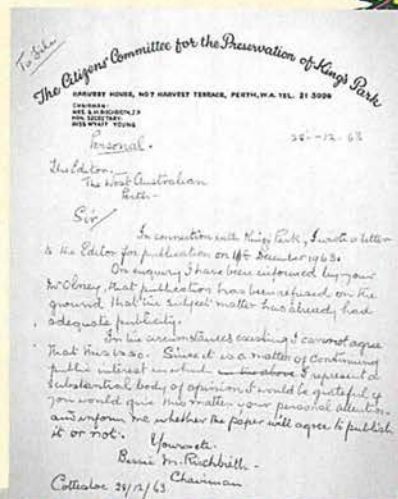 To John
The Citizens' Committee for the Preservation of King's Park
HARVEST HOUSE, NO 7 HARVEST TERRACE, PERTH, W.A. TEL. 21 5006
CHAIRMAN:
MRS. B. M. RISCHBIETH, J.P.
HON. SECRETARY:
MISS WYATT YOUNG
28-12-63
Personal.
The Editor,
The West Australian
Perth-
Sir/
In connection with Kings Park, I wrote a letter
to the Editor for publication on 14th December 1963.
On enquiry I have been informed by your
Mr Olney, that publication has been refused on the
ground that the subject matter has already had
adequate publicity.
In the circumstances existing I cannot agree
that this is so. Since it is a matter of continuing
public interest in which I represent a
substantial body of opinion I would be grateful if
you would give this matter your personal attention
and inform me whether the paper will agree to publish
it or not.
Yours etc.
Bessie M. Rischbieth -
Chairman
Cottesloe 28/12/63